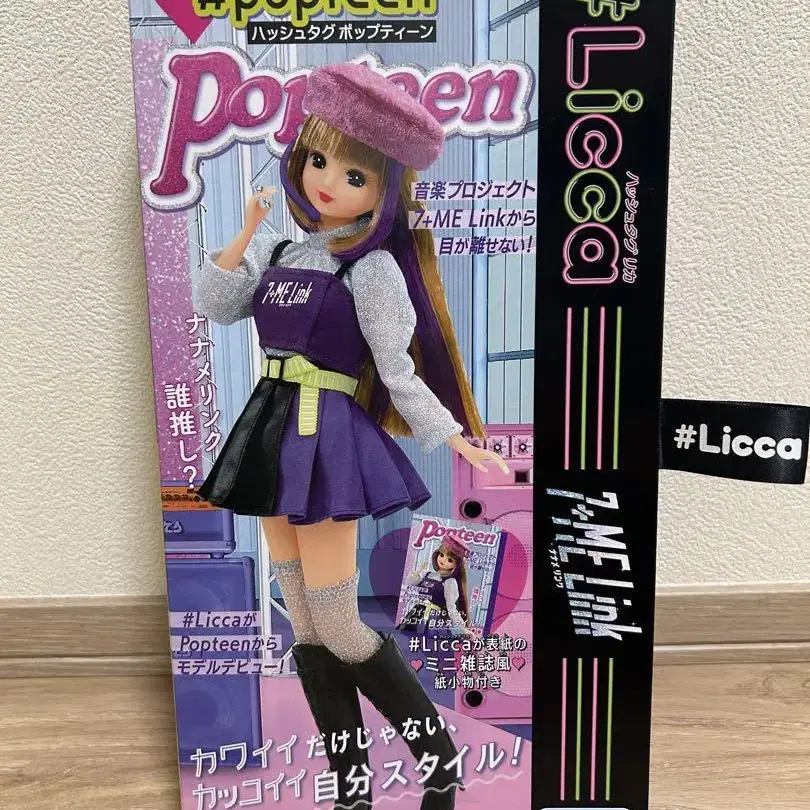 #popteen
ハッシュタグ ポップティーン
Popteen
音楽プロジェクト
7+ME Linkから
目が離せない!
7+ME Link
ナナメリンク
誰推し?
#Liccaが
Popteenから
モデルデビュー!
Popteen
#Liccaが表紙の
ミニ雑誌風
紙小物付き
カワイイだけじゃない、
カッコイイ自分スタイル!
#Licca
ハッシュタグ リカ
7+ME Link
ナナメリンク
#Licca